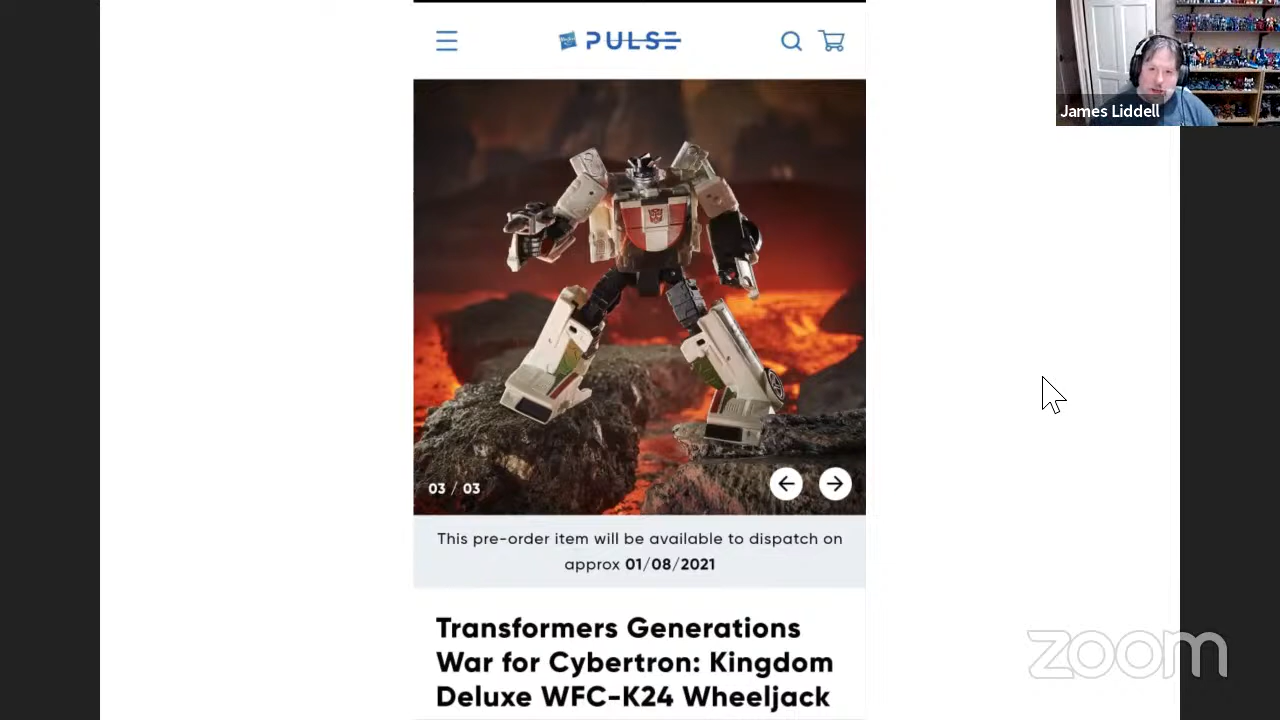 PULSE
James Liddell
03 / 03
This pre-order item will be available to dispatch on
approx 01/08/2021
Transformers Generations
War for Cybertron: Kingdom
Deluxe WFC-K24 Wheeljack
zoom